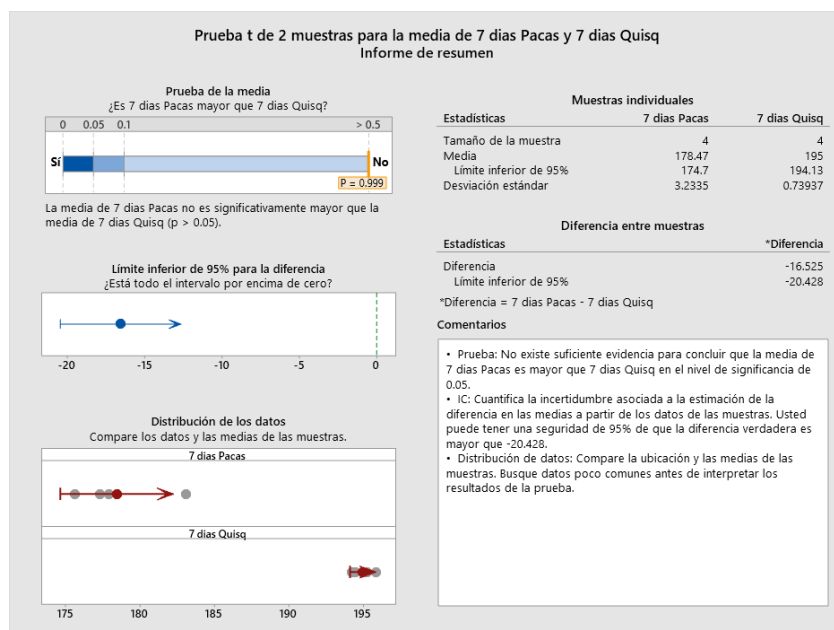 Prueba t de 2 muestras para la media de 7 dias Pacas y 7 dias Quisq
Informe de resumen
Prueba de la media
¿Es 7 dias Pacas mayor que 7 dias Quisq?
0 0.05 0.1 > 0.5
Sí No
P = 0.999
La media de 7 dias Pacas no es significativamente mayor que la
media de 7 dias Quisq (p > 0.05).
Límite inferior de 95% para la diferencia
¿Está todo el intervalo por encima de cero?
-20 -15 -10 -5 0
Distribución de los datos
Compare los datos y las medias de las muestras.
7 dias Pacas
7 dias Quisq
175 180 185 190 195
Muestras individuales
Estadísticas 7 dias Pacas 7 dias Quisq
Tamaño de la muestra 4 4
Media 178.47 195
Límite inferior de 95% 174.7 194.13
Desviación estándar 3.2335 0.73937
Diferencia entre muestras
Estadísticas *Diferencia
Diferencia -16.525
Límite inferior de 95% -20.428
*Diferencia = 7 dias Pacas - 7 dias Quisq
Comentarios
• Prueba: No existe suficiente evidencia para concluir que la media de
7 dias Pacas es mayor que 7 dias Quisq en el nivel de significancia de
0.05.
• IC: Cuantifica la incertidumbre asociada a la estimación de la
diferencia en las medias a partir de los datos de las muestras. Usted
puede tener una seguridad de 95% de que la diferencia verdadera es
mayor que -20.428.
• Distribución de datos: Compare la ubicación y las medias de las
muestras. Busque datos poco comunes antes de interpretar los
resultados de la prueba.